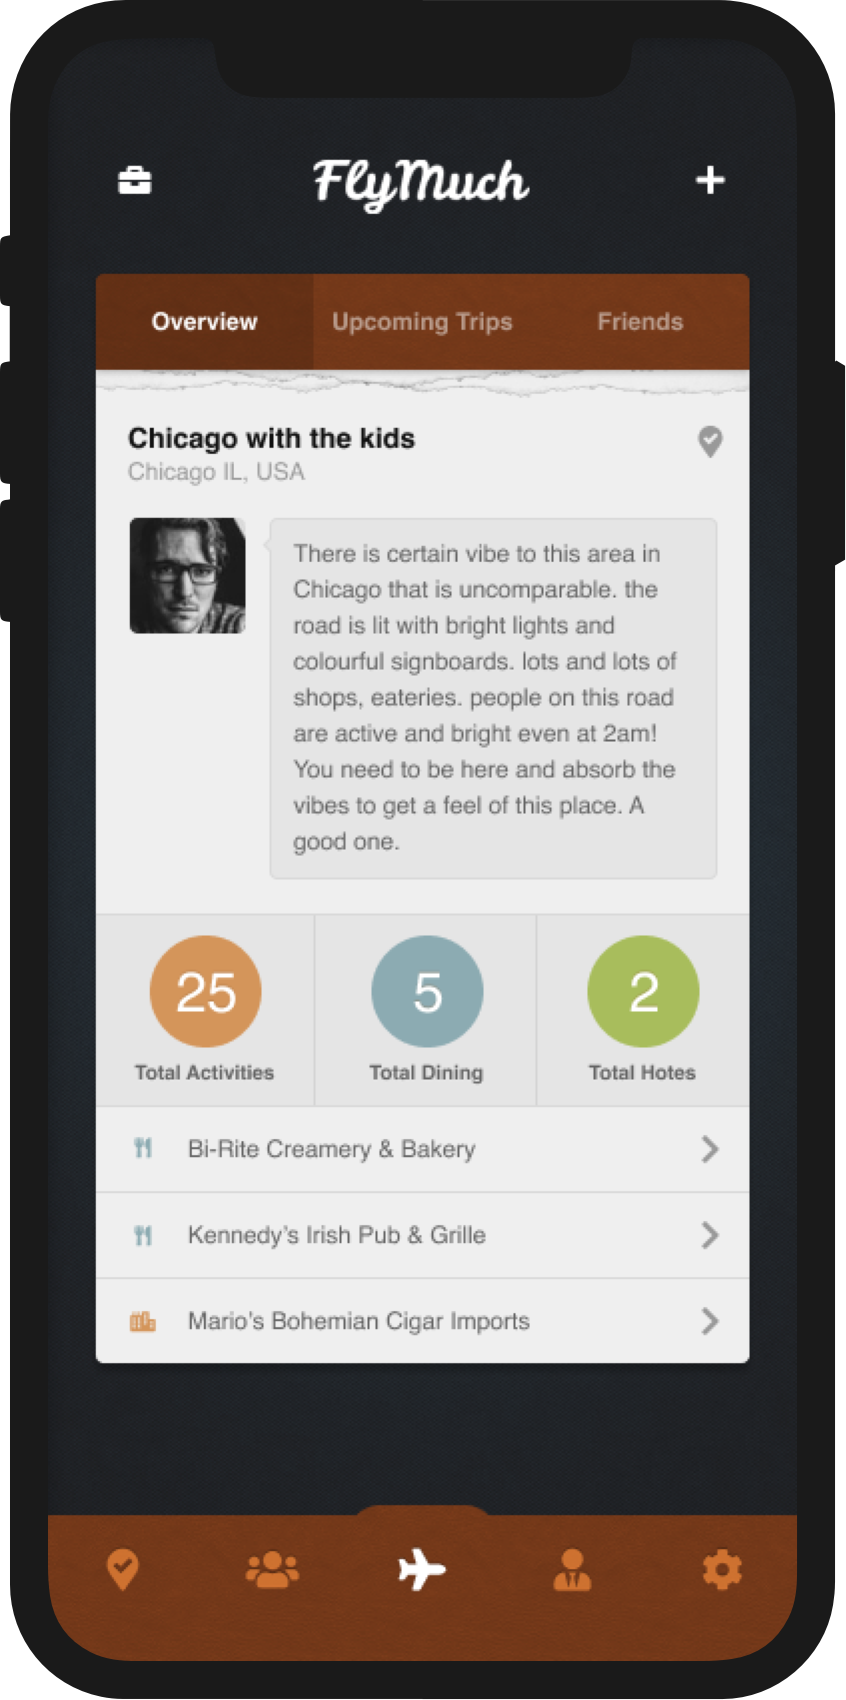 FlyMuch
Overview Upcoming Trips Friends
Chicago with the kids
Chicago IL, USA
There is certain vibe to this area in
Chicago that is uncomparable. the
road is lit with bright lights and
colourful signboards. lots and lots of
shops, eateries. people on this road
are active and bright even at 2am!
You need to be here and absorb the
vibes to get a feel of this place. A
good one.
25 5 2
Total Activities Total Dining Total Hotes
Bi-Rite Creamery & Bakery
Kennedy’s Irish Pub & Grille
Mario’s Bohemian Cigar Imports